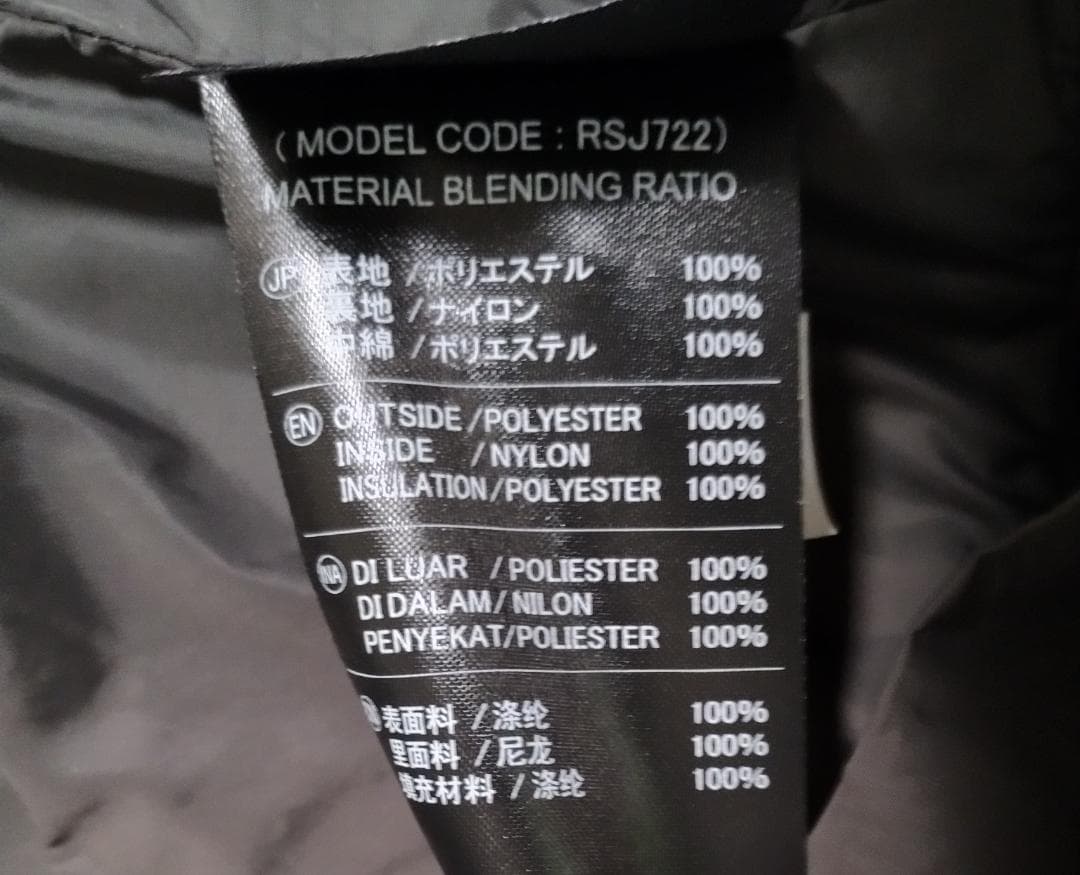 ( MODEL CODE : RSJ722)
MATERIAL BLENDING RATIO
JP 表地 /ポリエステル 100%
裏地 /ナイロン 100%
中綿 /ポリエステル 100%
EN OUTSIDE /POLYESTER 100%
INSIDE /NYLON 100%
INSULATION/POLYESTER 100%
INA DI LUAR /POLIESTER 100%
DI DALAM/ NILON 100%
PENYEKAT/POLIESTER 100%
表面料 /涤纶 100%
里面料 /尼龙 100%
填充材料 /涤纶 100%